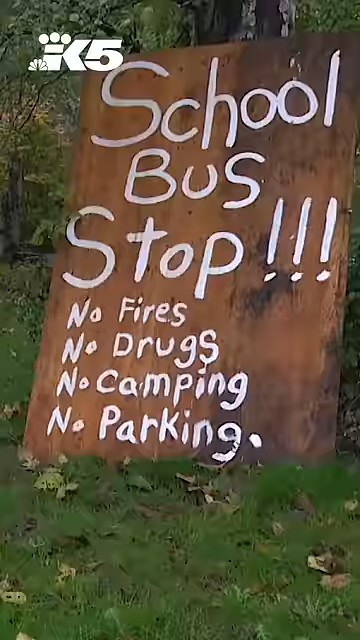 K5
School
Bus
Stop!!!
No Fires
No Drugs
No Camping
No Parking.